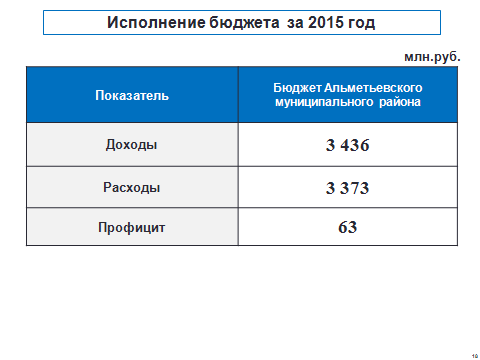 Исполнение бюджета за 2015 год
млн.руб.
Показатель
Бюджет Альметьевского
муниципального района
Доходы
3 436
Расходы
3 373
Профицит
63